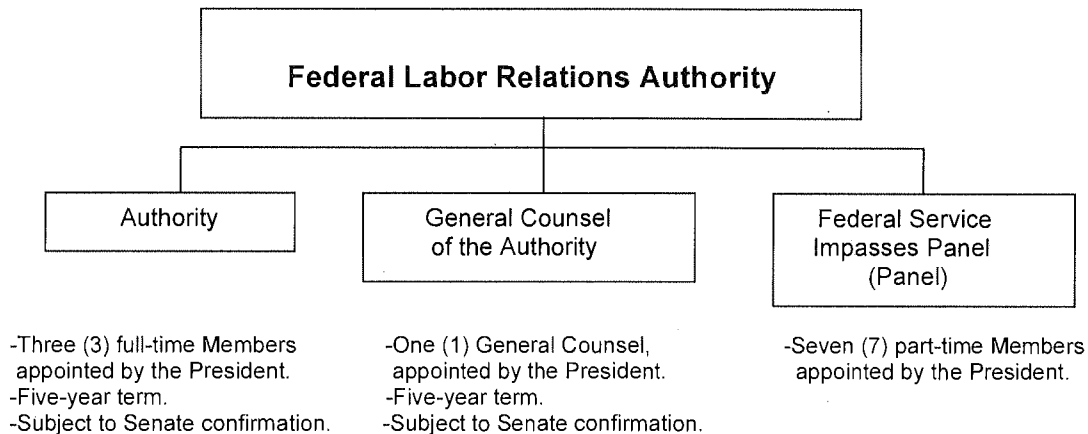 Federal Labor Relations Authority
Authority
General Counsel
of the Authority
Federal Service
Impasses Panel
(Panel)
-Three (3) full-time Members
appointed by the President.
-Five-year term.
-Subject to Senate confirmation.
-One (1) General Counsel,
appointed by the President.
-Five-year term.
-Subject to Senate confirmation.
-Seven (7) part-time Members
appointed by the President.